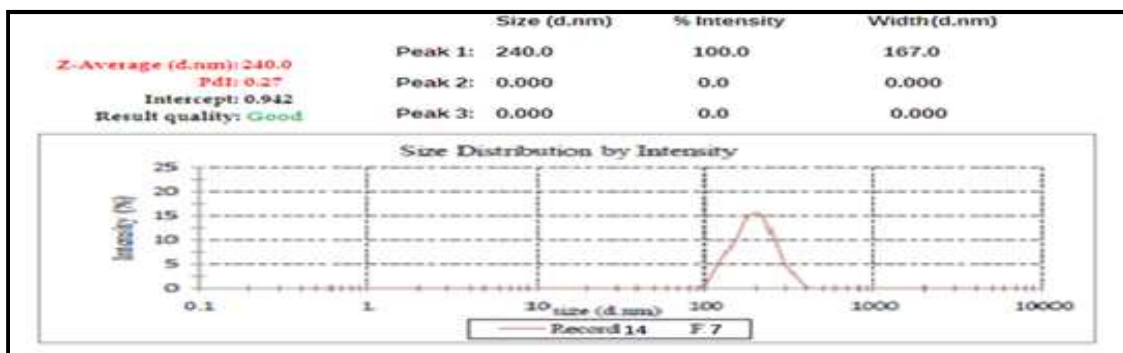 Size (d.nm) % Intensity Width(d.nm)
Peak 1: 240.0 100.0 167.0
Z-Average (d.nm): 240.0
PdI: 0.27
Peak 2: 0.000 0.0 0.000
Intercept: 0.942
Result quality: Good
Peak 3: 0.000 0.0 0.000
Size Distribution by Intensity
Intensity (%)
25
20
15
10
5
0
0.1 1 10 100 1000 10000
size (d.nm)
Record 14 F 7